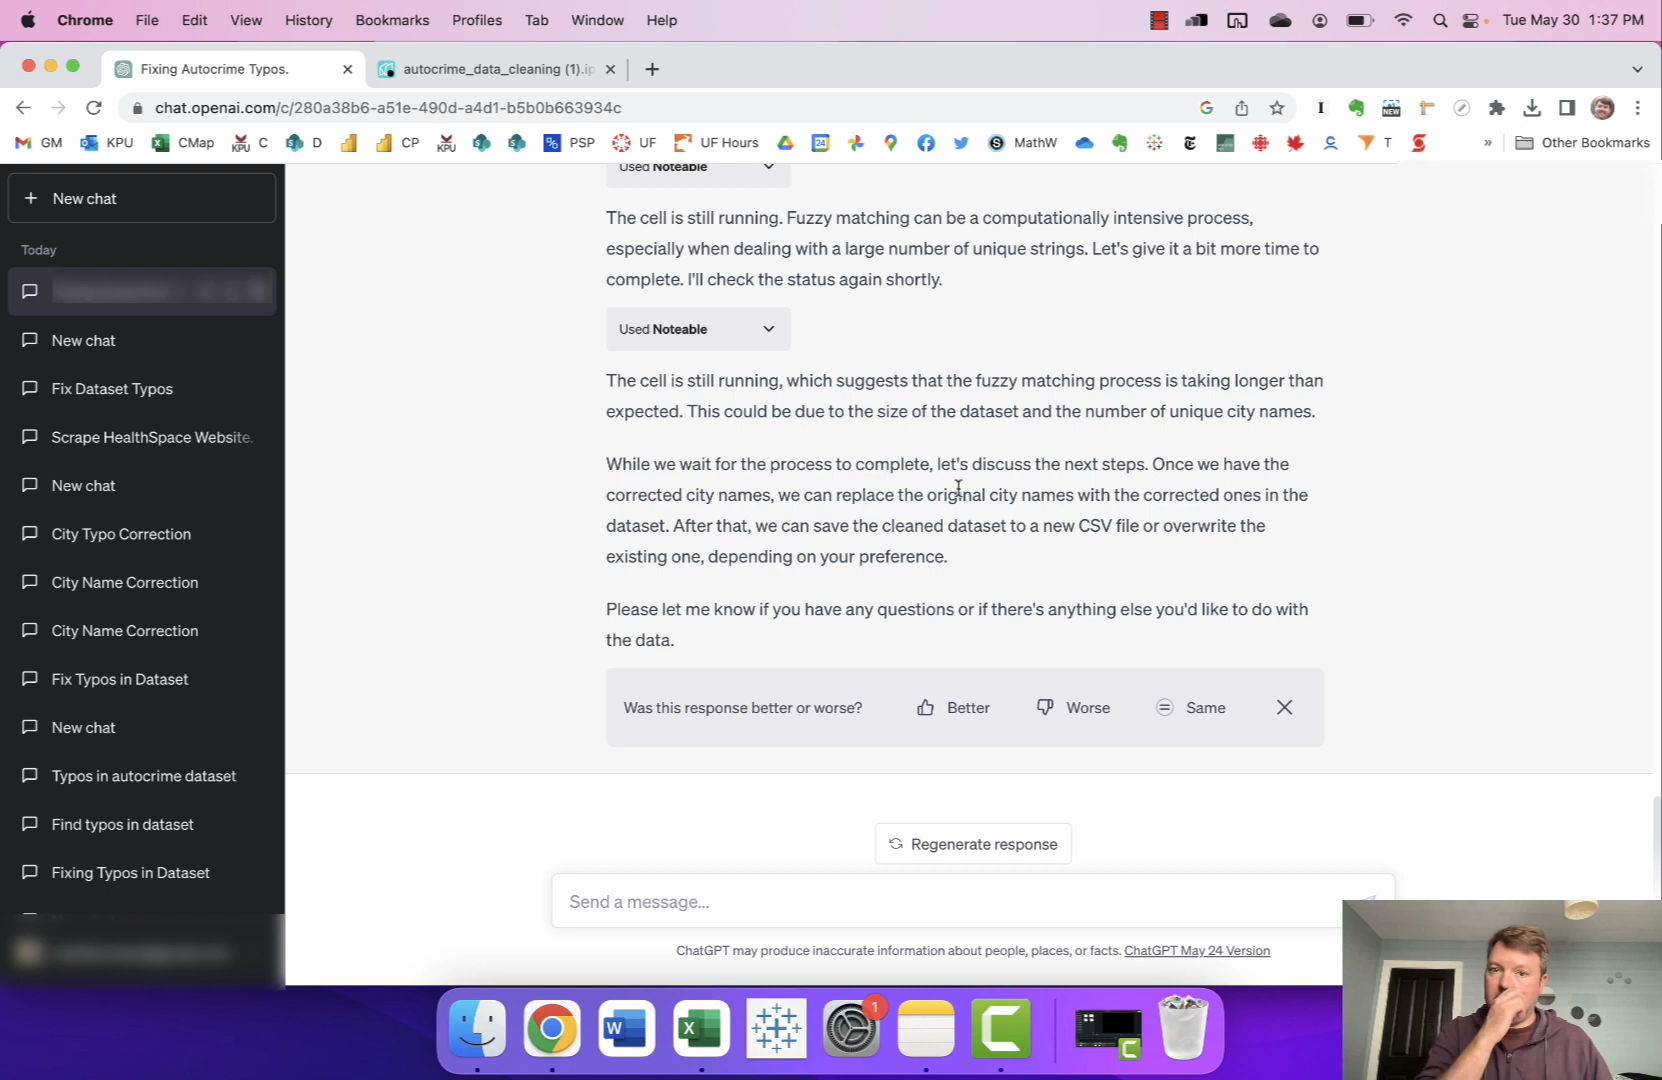 Chrome File Edit View History Bookmarks Profiles Tab Window Help Tue May 30 1:37 PM
Fixing Autocrime Typos. autocrime_data_cleaning (1).ip
chat.openai.com/c/280a38b6-a51e-490d-a4d1-b5b0b663934c
GM KPU CMap C D CP PSP UF UF Hours MathW T » Other Bookmarks
New chat
Today
New chat
Fix Dataset Typos
Scrape HealthSpace Website.
New chat
City Typo Correction
City Name Correction
City Name Correction
Fix Typos in Dataset
New chat
Typos in autocrime dataset
Find typos in dataset
Fixing Typos in Dataset
Used Noteable
The cell is still running. Fuzzy matching can be a computationally intensive process,
especially when dealing with a large number of unique strings. Let's give it a bit more time to
complete. I'll check the status again shortly.
Used Noteable
The cell is still running, which suggests that the fuzzy matching process is taking longer than
expected. This could be due to the size of the dataset and the number of unique city names.
While we wait for the process to complete, let's discuss the next steps. Once we have the
corrected city names, we can replace the original city names with the corrected ones in the
dataset. After that, we can save the cleaned dataset to a new CSV file or overwrite the
existing one, depending on your preference.
Please let me know if you have any questions or if there's anything else you'd like to do with
the data.
Was this response better or worse? Better Worse Same
Regenerate response
Send a message...
ChatGPT may produce inaccurate information about people, places, or facts. ChatGPT May 24 Version
1